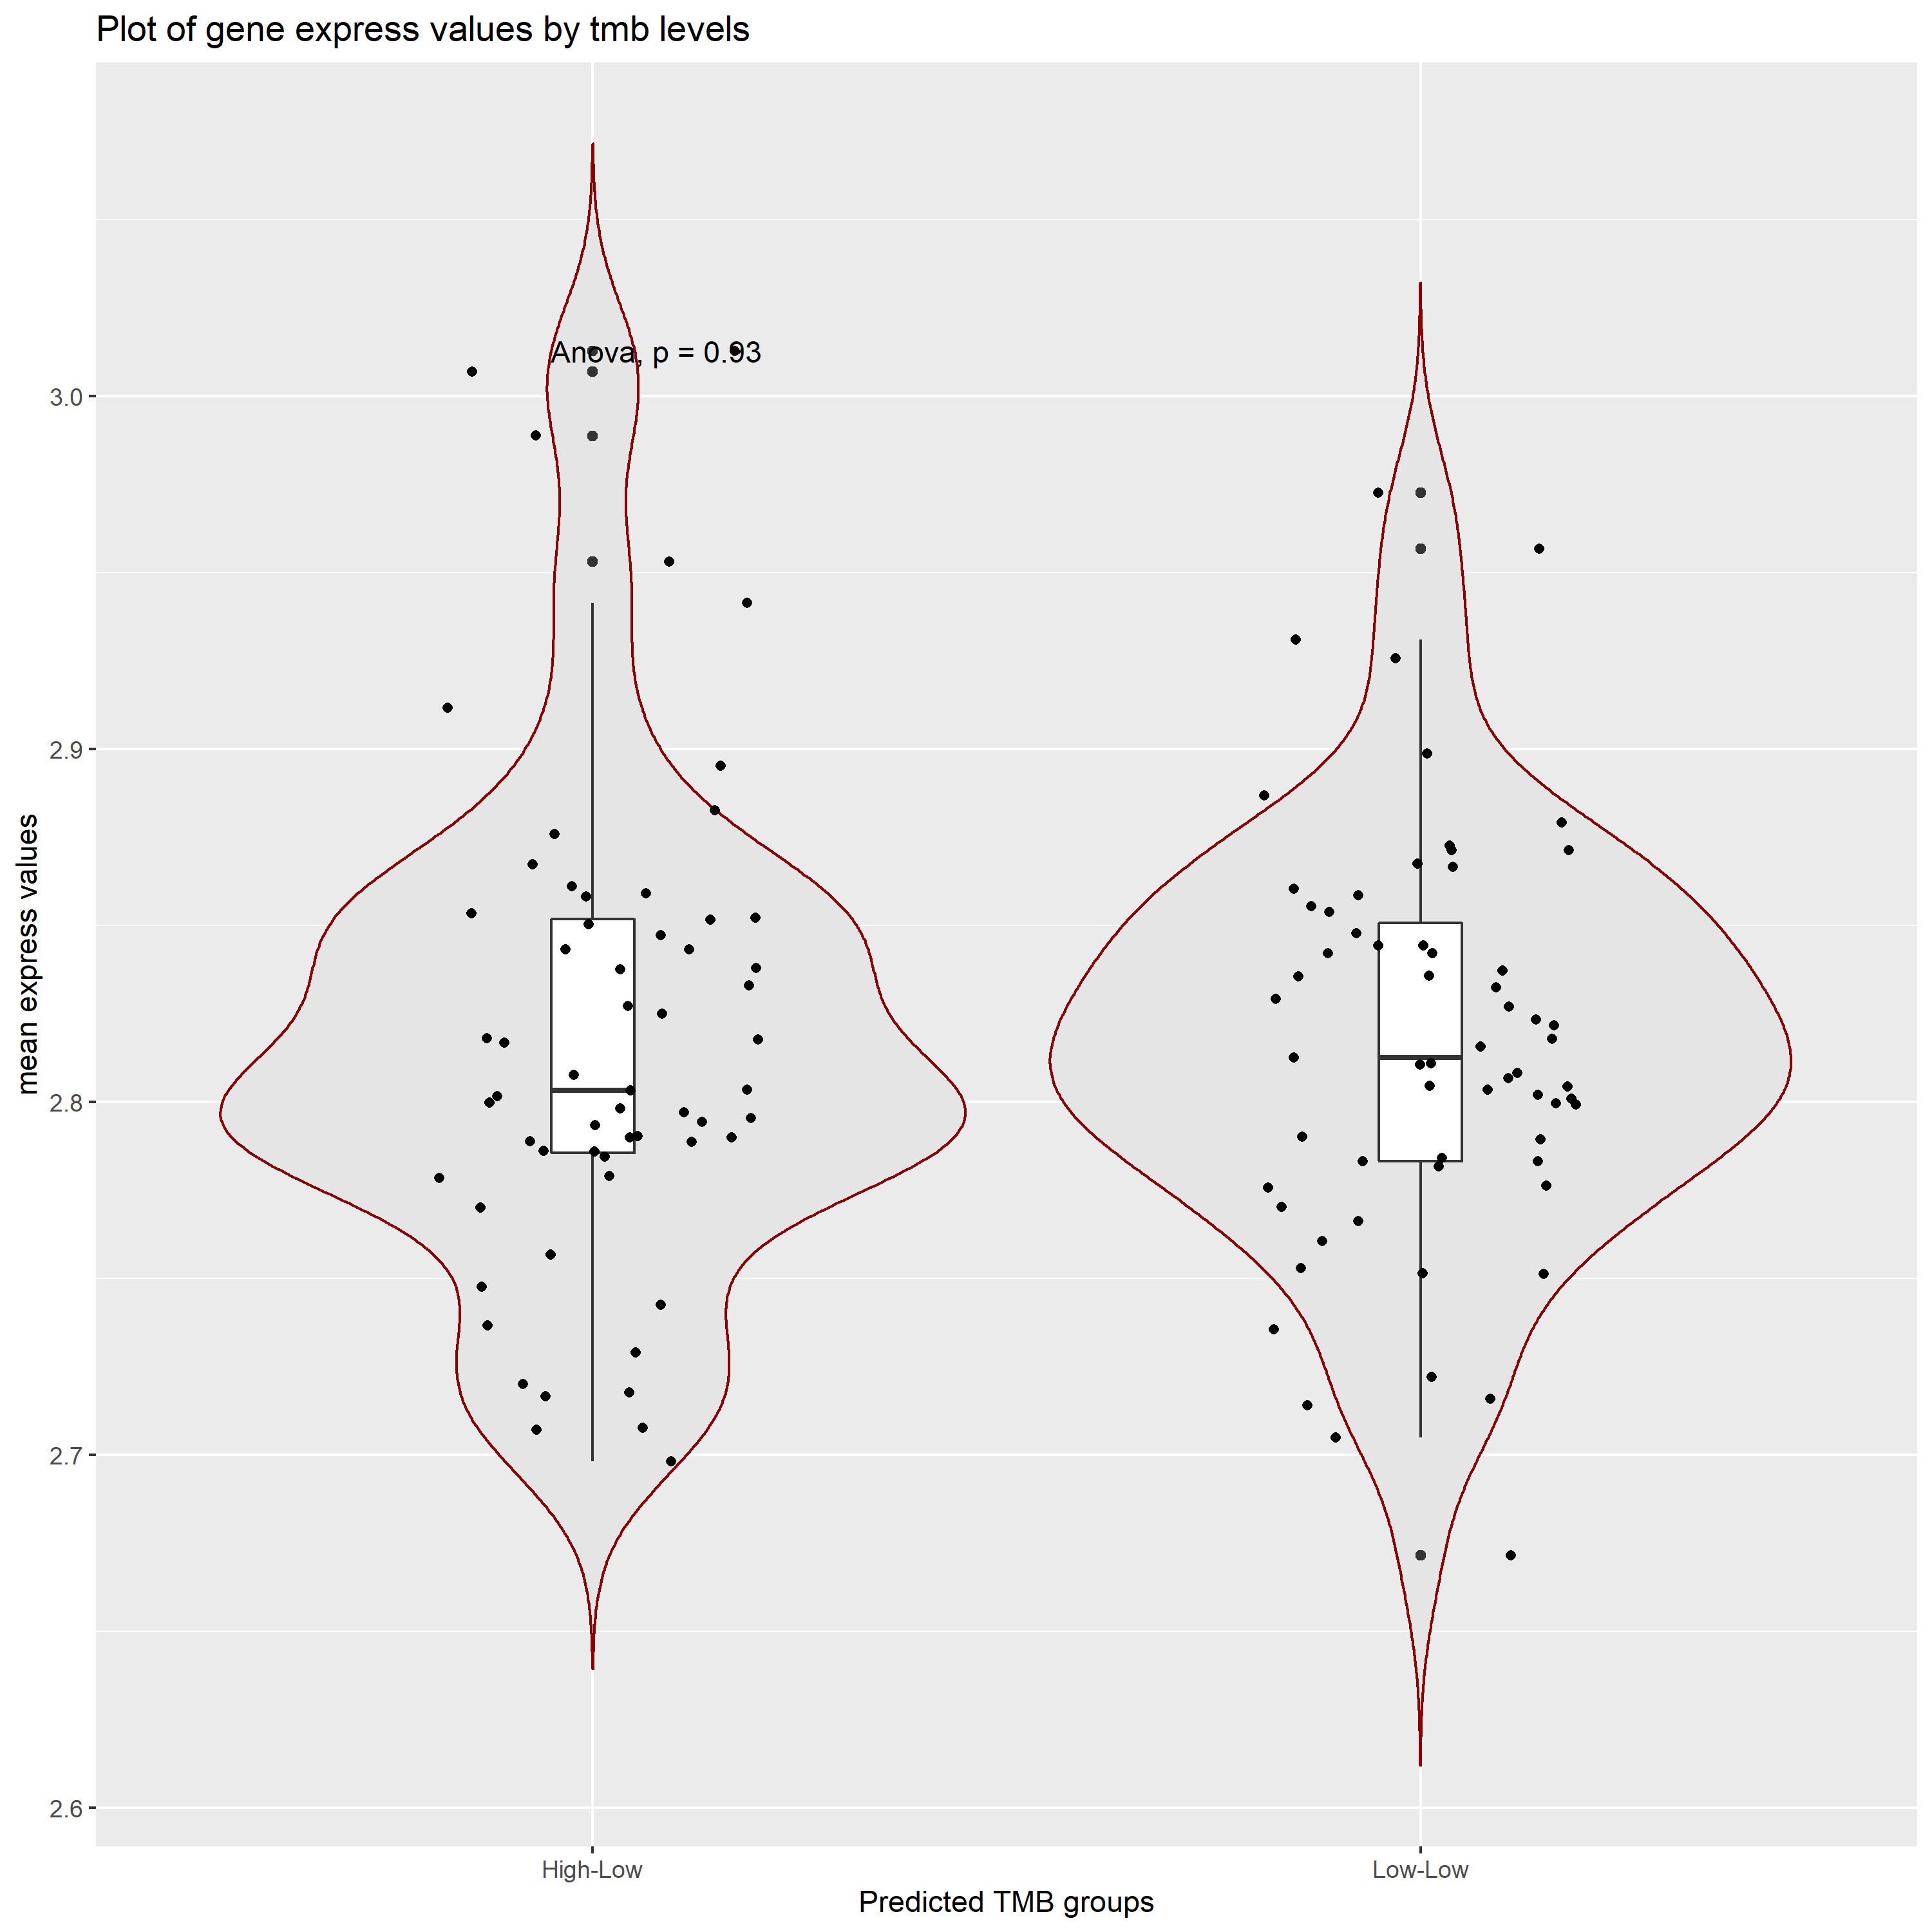 Plot of gene express values by tmb levels
Anova, p = 0.93
3.0
2.9
2.8
2.7
2.6
mean express values
High-Low
Low-Low
Predicted TMB groups